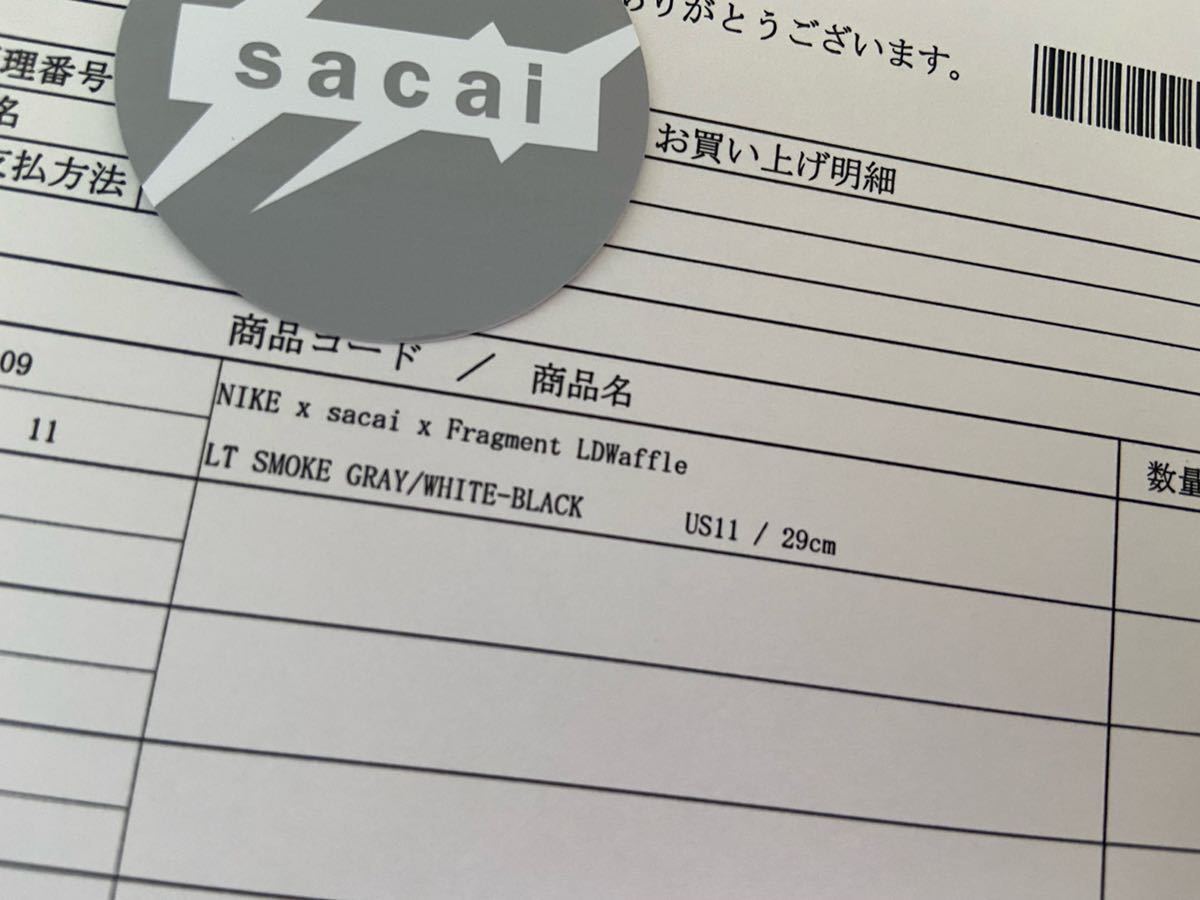 ありがとうございます。
sacai
理番号
名
支払方法
お買い上げ明細
商品コード / 商品名
数量
09
NIKE x sacai x Fragment LDWaffle
11
LT SMOKE GRAY/WHITE-BLACK US11 / 29cm